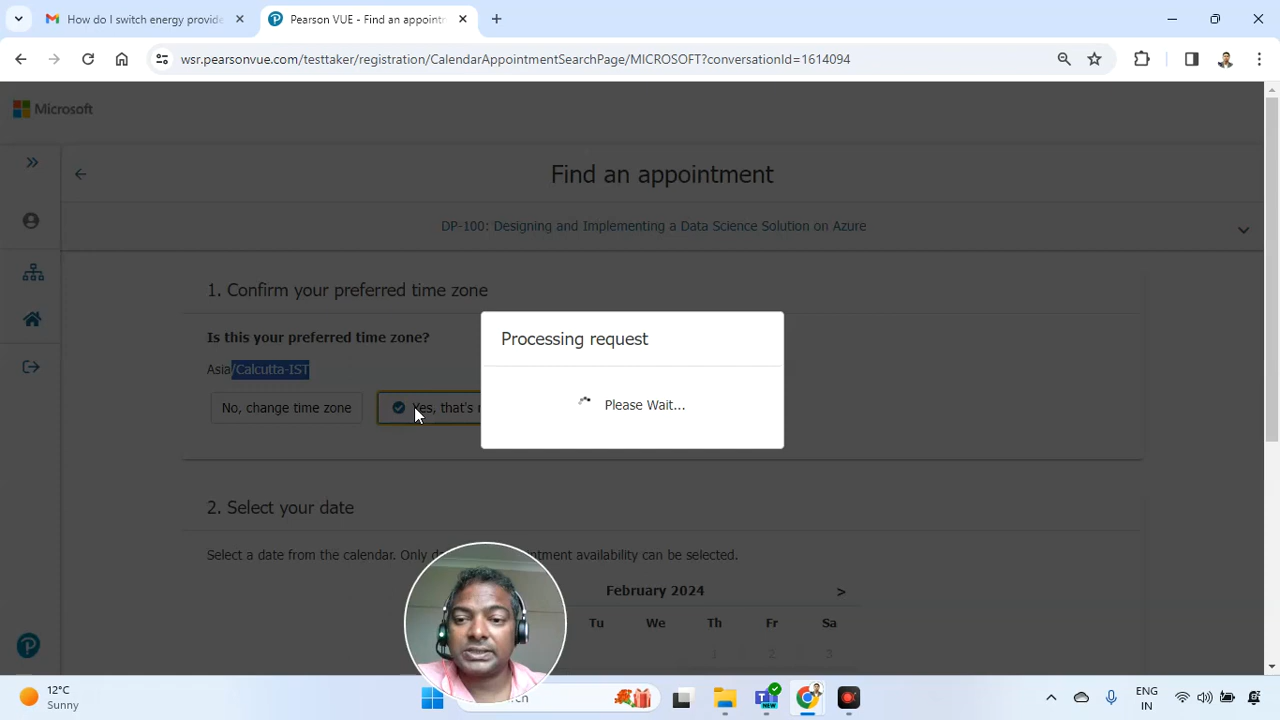 How do I switch energy provide
Pearson VUE - Find an appointm
wsr.pearsonvue.com/testtaker/registration/CalendarAppointmentSearchPage/MICROSOFT?conversationId=1614094
Microsoft
Find an appointment
DP-100: Designing and Implementing a Data Science Solution on Azure
1. Confirm your preferred time zone
Is this your preferred time zone?
Processing request
Asia/Calcutta-IST
No, change time zone
Yes, that's
Please Wait...
2. Select your date
Select a date from the calendar. Only availability can be selected.
February 2024 >
Tu We Th Fr Sa
1 2 3
12°C
Sunny
NEW
ENG
IN